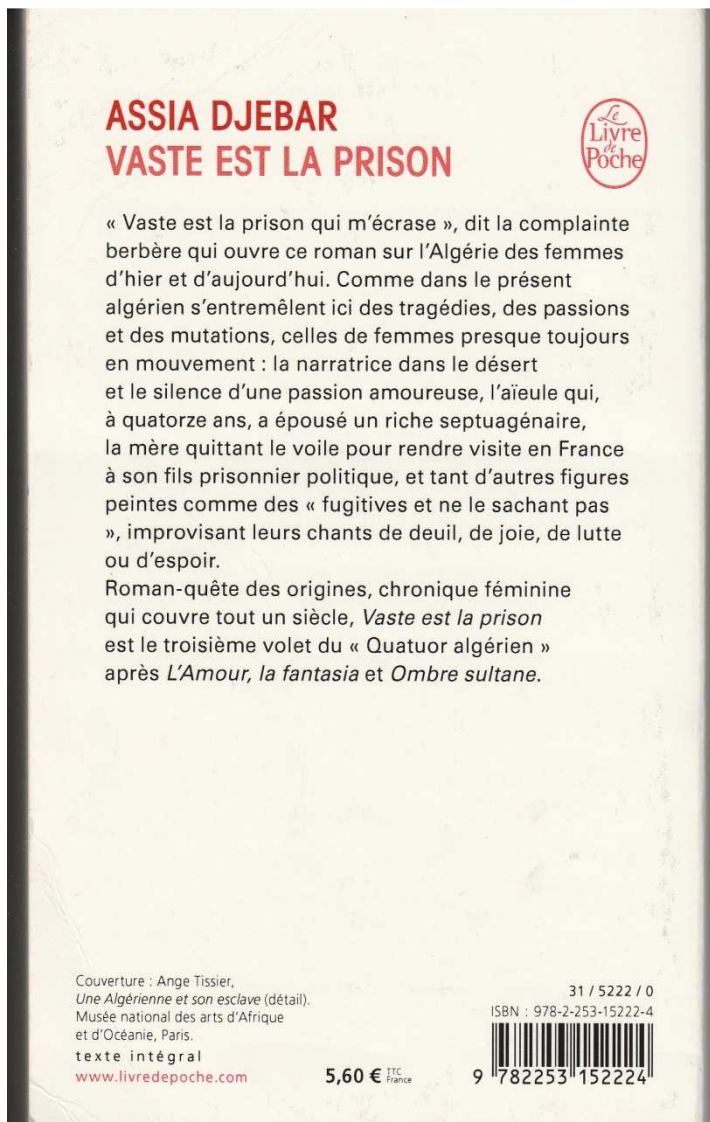 ASSIA DJEBAR
VASTE EST LA PRISON
Le
Livre
de
Poche
« Vaste est la prison qui m'écrase », dit la complainte
berbère qui ouvre ce roman sur l'Algérie des femmes
d'hier et d'aujourd'hui. Comme dans le présent
algérien s'entremêlent ici des tragédies, des passions
et des mutations, celles de femmes presque toujours
en mouvement : la narratrice dans le désert
et le silence d'une passion amoureuse, l'aïeule qui,
à quatorze ans, a épousé un riche septuagénaire,
la mère quittant le voile pour rendre visite en France
à son fils prisonnier politique, et tant d'autres figures
peintes comme des « fugitives et ne le sachant pas
», improvisant leurs chants de deuil, de joie, de lutte
ou d'espoir.
Roman-quête des origines, chronique féminine
qui couvre tout un siècle, Vaste est la prison
est le troisième volet du « Quatuor algérien »
après L'Amour, la fantasia et Ombre sultane.
Couverture : Ange Tissier,
Une Algérienne et son esclave (détail).
Musée national des arts d'Afrique
et d'Océanie, Paris.
texte intégral
www.livredepoche.com
5,60 € TTC
France
31 / 5222 / 0
ISBN : 978-2-253-15222-4
9 782253 152224